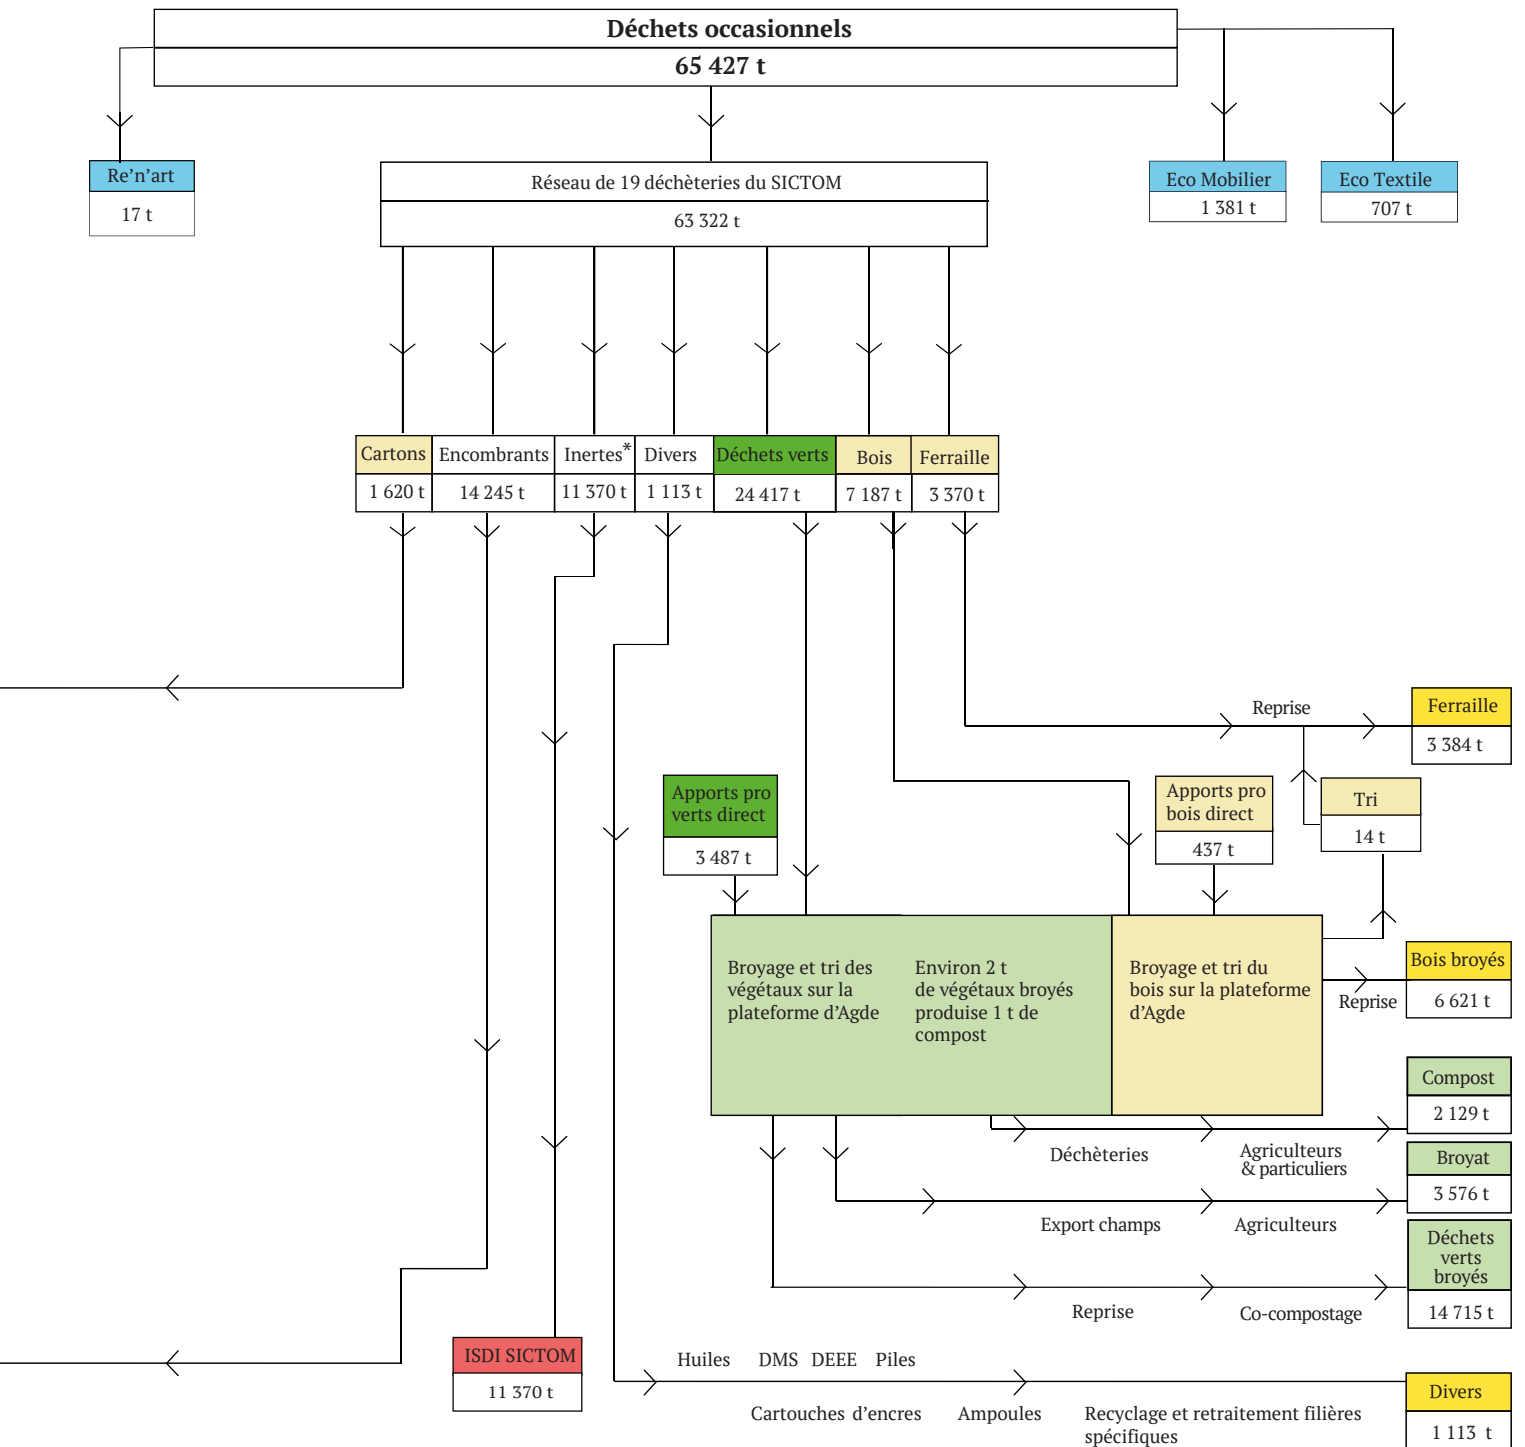 Déchets occasionnels
65 427 t
Re’n’art
17 t
Réseau de 19 déchèteries du SICTOM
63 322 t
Eco Mobilier
1 381 t
Eco Textile
707 t
Cartons
1 620 t
Encombrants
14 245 t
Inertes*
11 370 t
Divers
1 113 t
Déchets verts
24 417 t
Bois
7 187 t
Ferraille
3 370 t
Reprise
Ferraille
3 384 t
Apports pro
verts direct
3 487 t
Apports pro
bois direct
437 t
Tri
14 t
Broyage et tri des
végétaux sur la
plateforme d’Agde
Environ 2 t
de végétaux broyés
produise 1 t de
compost
Broyage et tri du
bois sur la plateforme
d’Agde
Reprise
Bois broyés
6 621 t
Compost
2 129 t
Déchèteries
Agriculteurs
& particuliers
Broyat
3 576 t
Export champs
Agriculteurs
Déchets
verts
broyés
14 715 t
Reprise
Co-compostage
ISDI SICTOM
11 370 t
Huiles
DMS
DEEE
Piles
Cartouches d’encres
Ampoules
Recyclage et retraitement filières
spécifiques
Divers
1 113 t